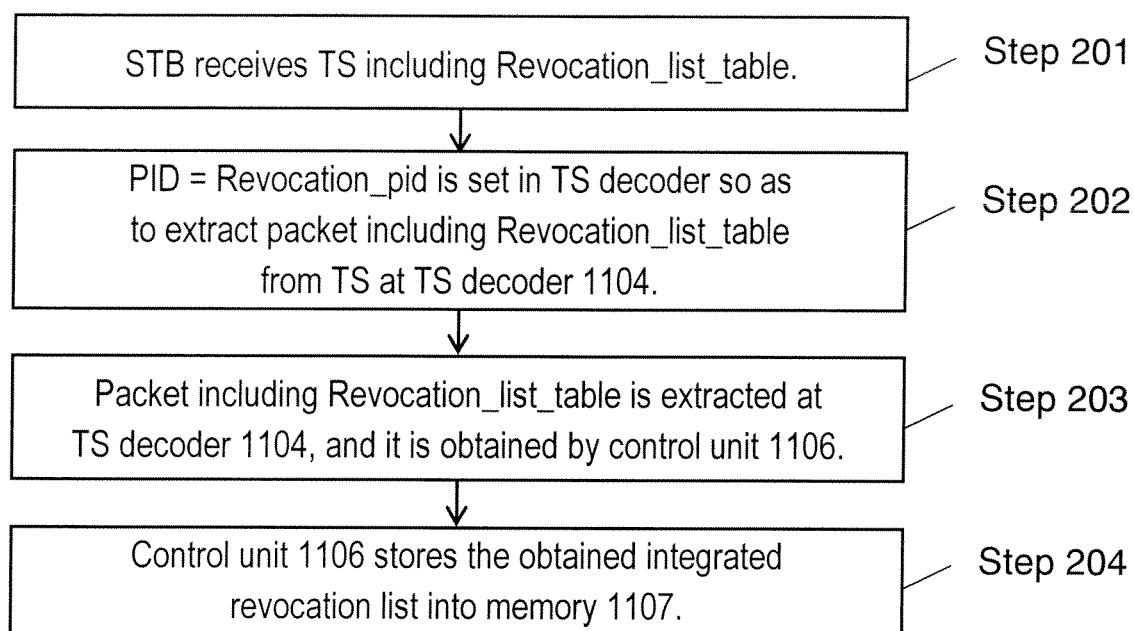 STB receives TS including Revocation_list_table.
Step 201
PID = Revocation_pid is set in TS decoder so as
to extract packet including Revocation_list_table
from TS at TS decoder 1104.
Step 202
Packet including Revocation_list_table is extracted at
TS decoder 1104, and it is obtained by control unit 1106.
Step 203
Control unit 1106 stores the obtained integrated
revocation list into memory 1107.
Step 204